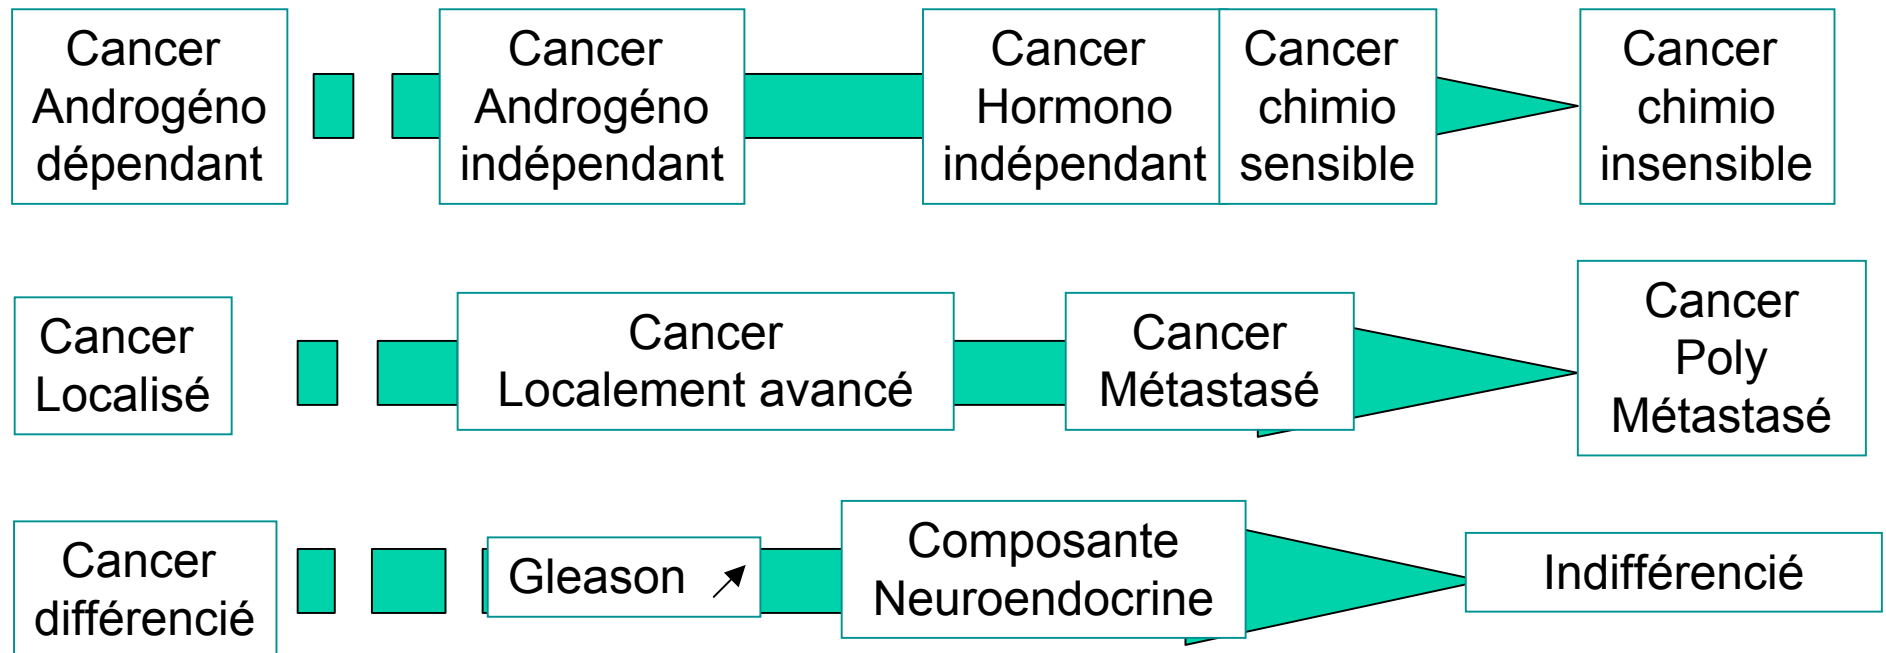 Cancer
Androgéno
dépendant
Cancer
Androgéno
indépendant
Cancer
Hormono
indépendant
Cancer
chimio
sensible
Cancer
chimio
insensible
Cancer
Localisé
Cancer
Localement avancé
Cancer
Métastasé
Cancer
Poly
Métastasé
Cancer
différencié
Gleason
Composante
Neuroendocrine
Indifférencié